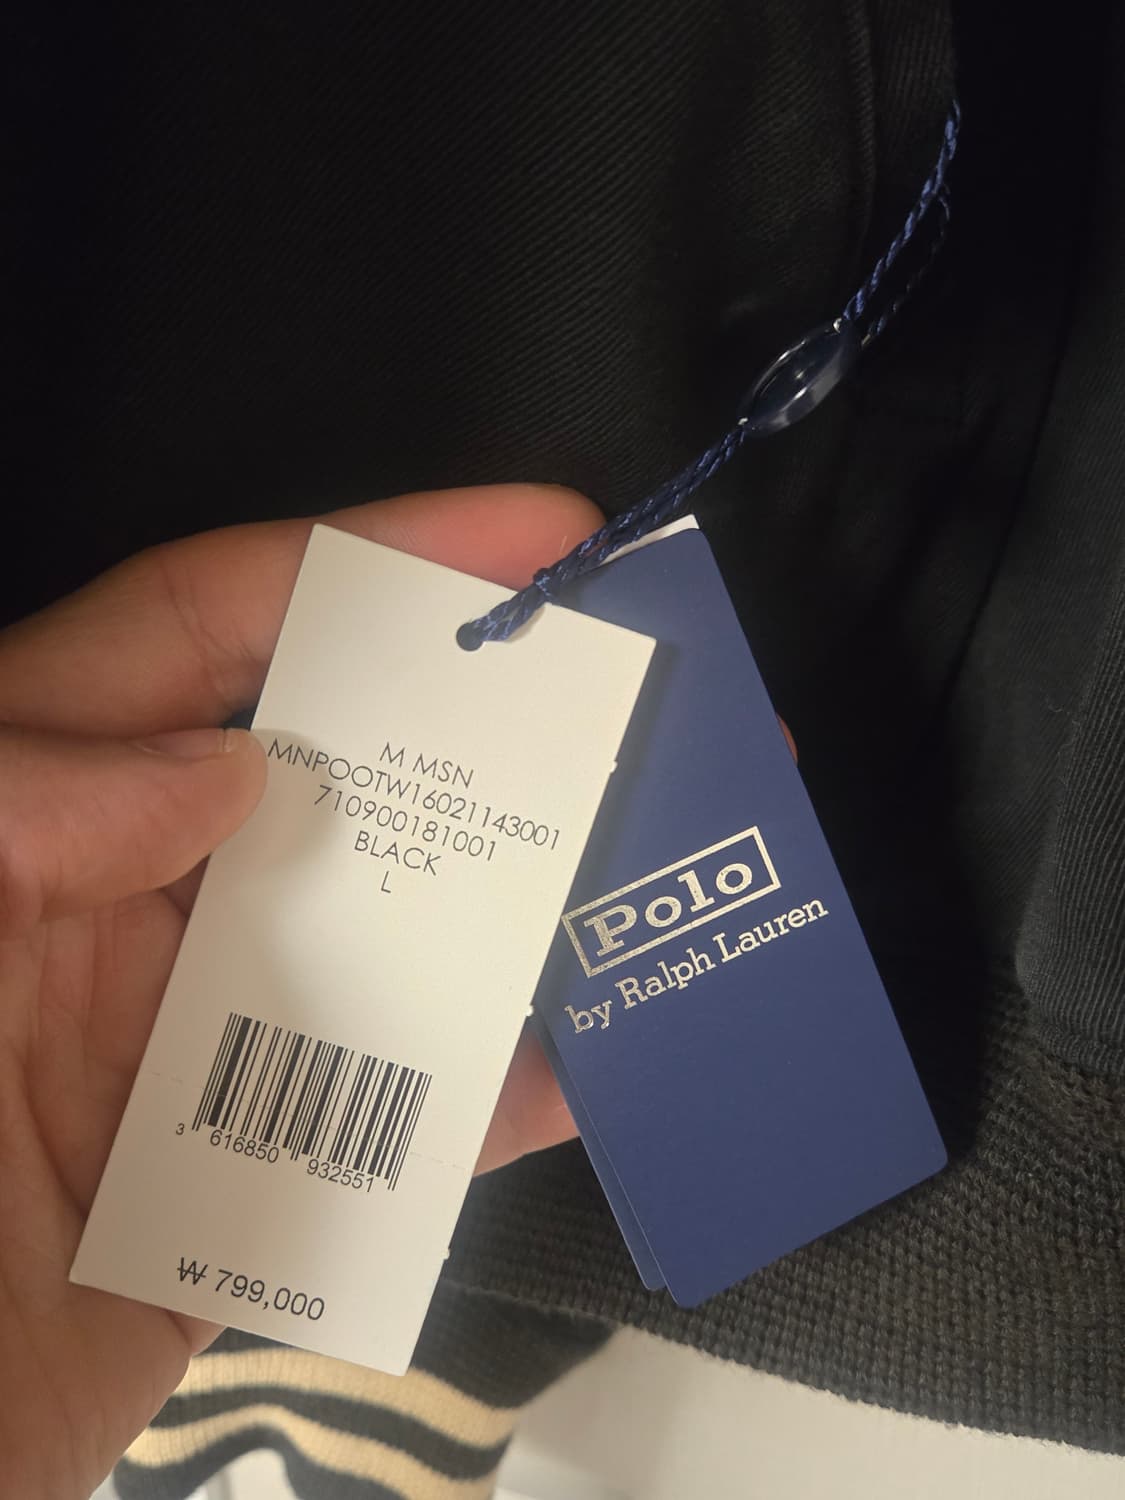 M MSN
MNPOOTW16021143001
710900181001
BLACK
L
3 616850 932551
₩ 799,000
Polo
by Ralph Lauren